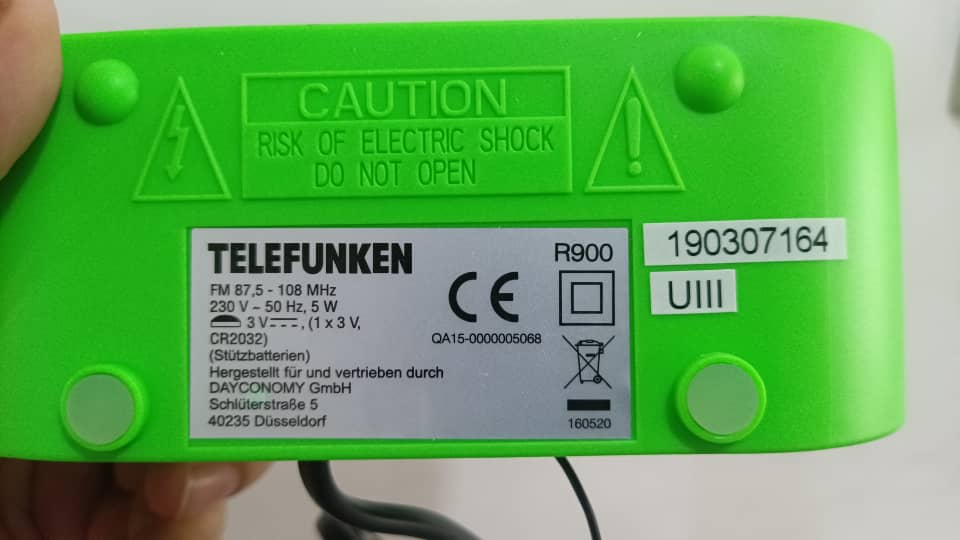 CAUTION
RISK OF ELECTRIC SHOCK
DO NOT OPEN
TELEFUNKEN
R900
FM 87,5 - 108 MHz
230 V ~ 50 Hz, 5 W
3 V⎓, (1 x 3 V,
CR2032)
(Stützbatterien)
Hergestellt für und vertrieben durch
DAYCONOMY GmbH
Schlüterstraße 5
40235 Düsseldorf
CE
QA15-0000005068
160520
190307164
UIII